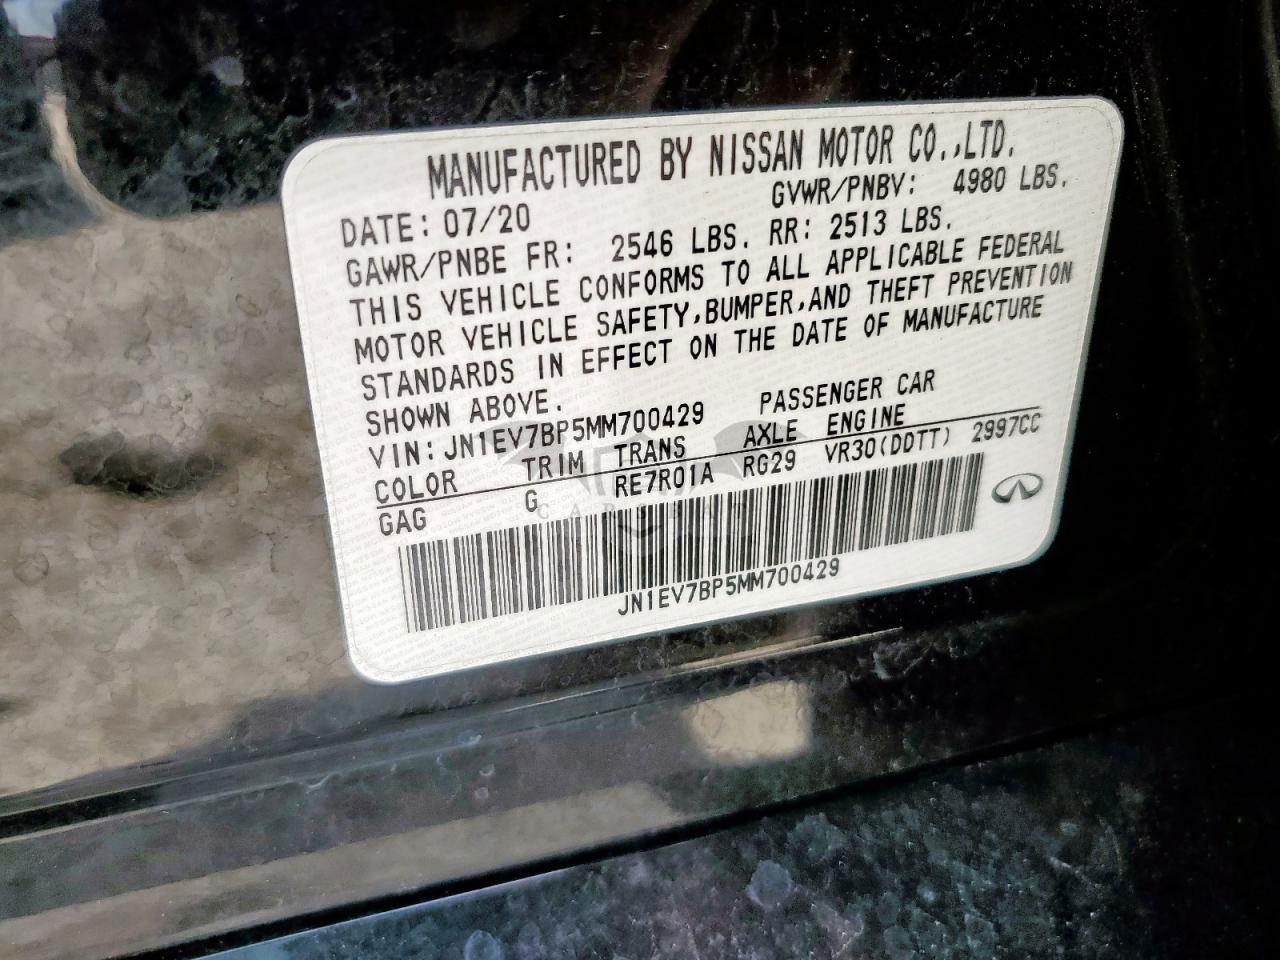 MANUFACTURED BY NISSAN MOTOR CO.,LTD.
DATE: 07/20 GVWR/PNBV: 4980 LBS.
GAWR/PNBE FR: 2546 LBS. RR: 2513 LBS.
THIS VEHICLE CONFORMS TO ALL APPLICABLE FEDERAL
MOTOR VEHICLE SAFETY,BUMPER,AND THEFT PREVENTION
STANDARDS IN EFFECT ON THE DATE OF MANUFACTURE
SHOWN ABOVE.
VIN: JN1EV7BP5MM700429 PASSENGER CAR
COLOR TRIM TRANS AXLE ENGINE
GAG G RE7R01A RG29 VR30(DDTT) 2997CC
JN1EV7BP5MM700429